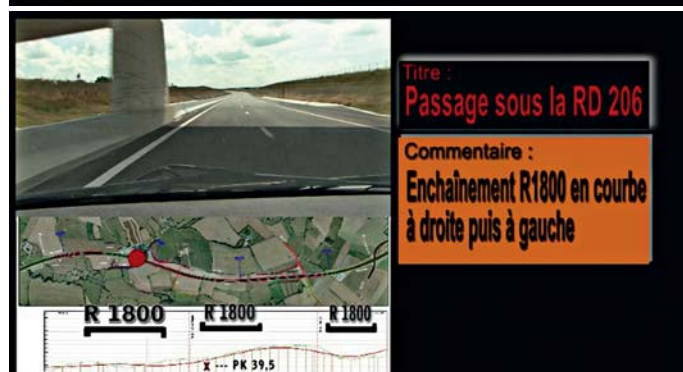 Titre :
Passage sous la RD 206
Commentaire :
Enchaînement R1800 en courbe
à droite puis à gauche
R 1800
R 1800
R 1800
X --- PK 39,5